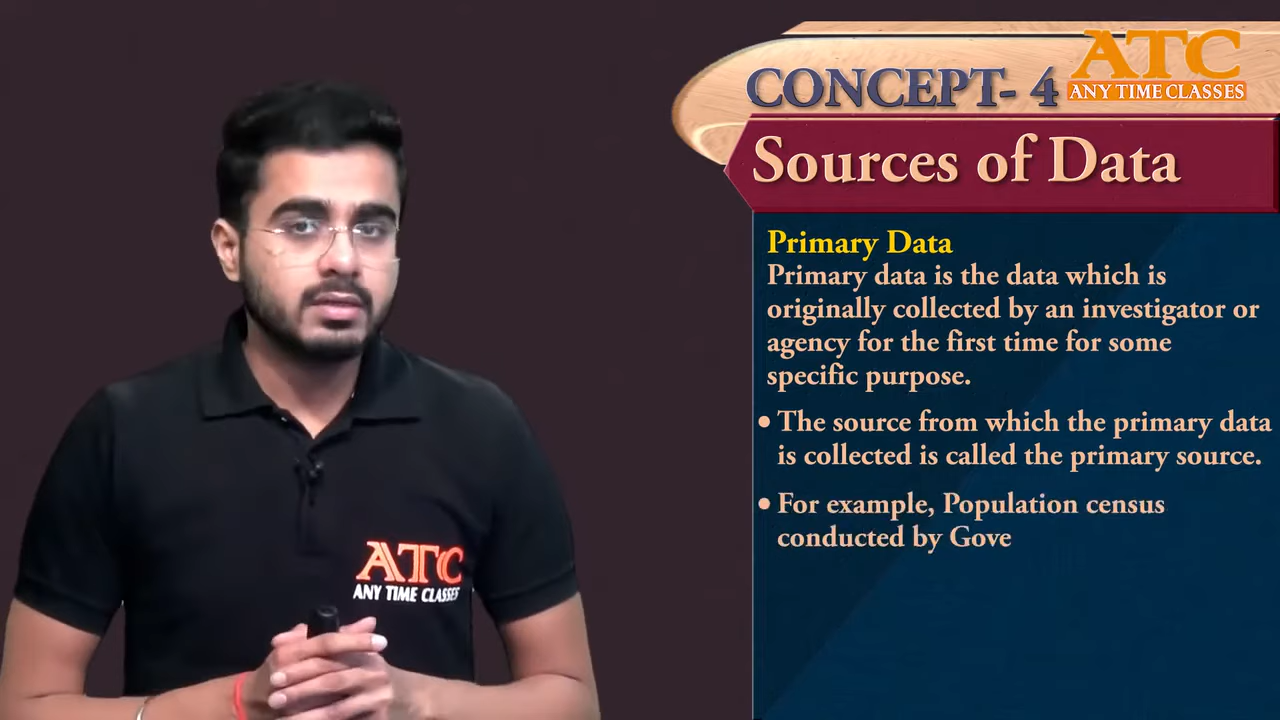 CONCEPT- 4
ATC
ANY TIME CLASSES
Sources of Data
Primary Data
Primary data is the data which is
originally collected by an investigator or
agency for the first time for some
specific purpose.
• The source from which the primary data
is collected is called the primary source.
• For example, Population census
conducted by Gove
ATC
ANY TIME CLASSES